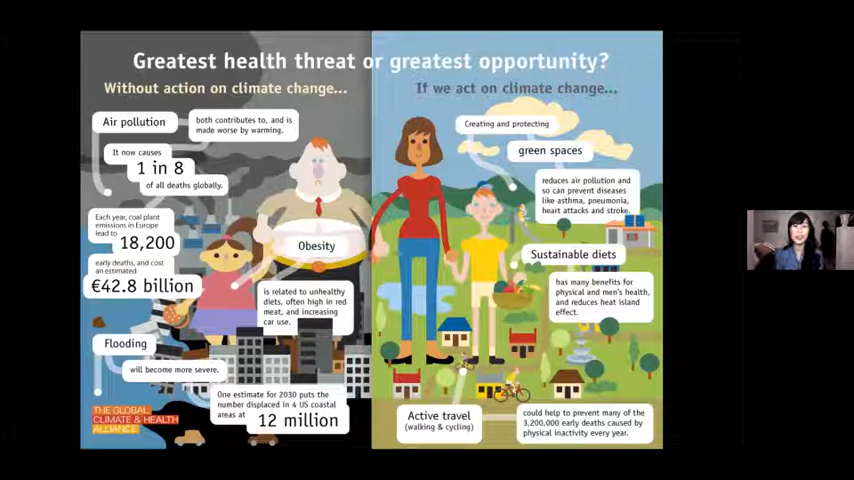 Greatest health threat or greatest opportunity?
Without action on climate change...
Air pollution
both contributes to, and is
made worse by warming.
It now causes
1 in 8
of all deaths globally.
Each year, coal plant
emissions in Europe
lead to
18,200
early deaths, and cost
an estimated
€42.8 billion
Obesity
is related to unhealthy
diets, often high in red
meat, and increasing
car use.
Flooding
will become more severe.
One estimate for 2030 puts the
number displaced in 4 US coastal
areas at
12 million
THE GLOBAL
CLIMATE & HEALTH
ALLIANCE
If we act on climate change...
Creating and protecting
green spaces
reduces air pollution and
so can prevent diseases
like asthma, pneumonia,
heart attacks and stroke.
Sustainable diets
has many benefits for
physical and men's health,
and reduces heat island
effect.
Active travel
(walking & cycling)
could help to prevent many of the
3,200,000 early deaths caused by
physical inactivity every year.